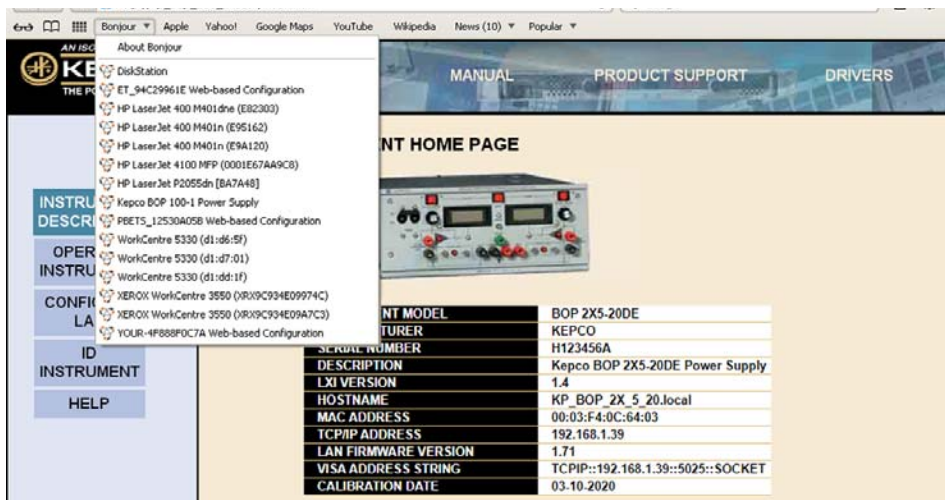 Bonjour ▼ Apple Yahoo! Google Maps YouTube Wikipedia News (10) ▼ Popular ▼
About Bonjour
DiskStation
ET_94C29961E Web-based Configuration
HP LaserJet 400 M401dne (E82303)
HP LaserJet 400 M401n (E95162)
HP LaserJet 400 M401n (E9A120)
HP LaserJet 4100 MFP (0001E67AA9C8)
HP LaserJet P2055dn [BA7A48]
Kepco BOP 100-1 Power Supply
PBETS_12530A05B Web-based Configuration
WorkCentre 5330 (d1:d6:5f)
WorkCentre 5330 (d1:d7:01)
WorkCentre 5330 (d1:dd:1f)
XEROX WorkCentre 3550 (XRX9C934E09974C)
XEROX WorkCentre 3550 (XRX9C934E09A7C3)
YOUR-4F888F0C7A Web-based Configuration
AN ISO
KE
THE PO
MANUAL PRODUCT SUPPORT DRIVERS
NT HOME PAGE
INSTRU
DESCRI
OPER
INSTRU
CONFI
LA
ID
INSTRUMENT
HELP
NT MODEL BOP 2X5-20DE
TURER KEPCO
SERIAL NUMBER H123456A
DESCRIPTION Kepco BOP 2X5-20DE Power Supply
LXI VERSION 1.4
HOSTNAME KP_BOP_2X_5_20.local
MAC ADDRESS 00:03:F4:0C:64:03
TCP/IP ADDRESS 192.168.1.39
LAN FIRMWARE VERSION 1.71
VISA ADDRESS STRING TCPIP::192.168.1.39::5025::SOCKET
CALIBRATION DATE 03-10-2020